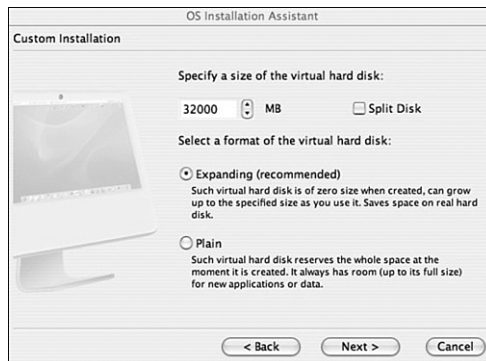 OS Installation Assistant
Custom Installation
Specify a size of the virtual hard disk:
32000 MB Split Disk
Select a format of the virtual hard disk:
Expanding (recommended)
Such virtual hard disk is of zero size when created, can grow
up to the specified size as you use it. Saves space on real hard
disk.
Plain
Such virtual hard disk reserves the whole space at the
moment it is created. It always has room (up to its full size)
for new applications or data.
< Back Next > Cancel